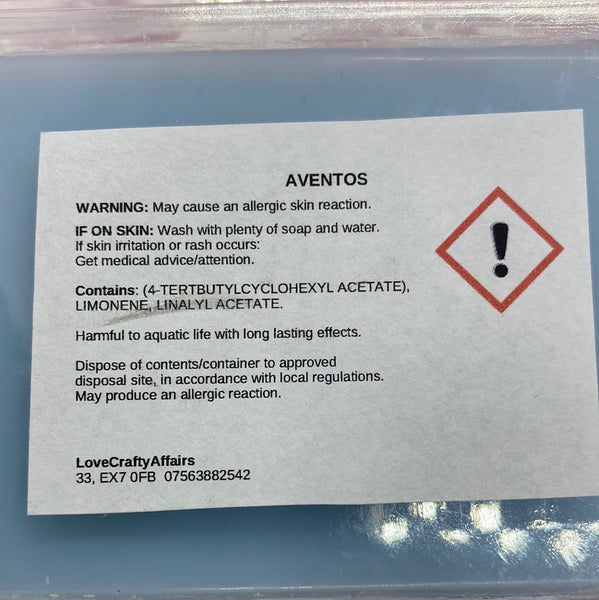 AVENTOS
WARNING: May cause an allergic skin reaction.
IF ON SKIN: Wash with plenty of soap and water.
If skin irritation or rash occurs:
Get medical advice/attention.
Contains: (4-TERTBUTYLCYCLOHEXYL ACETATE),
LIMONENE, LINALYL ACETATE.
Harmful to aquatic life with long lasting effects.
Dispose of contents/container to approved
disposal site, in accordance with local regulations.
May produce an allergic reaction.
LoveCraftyAffairs
33, EX7 0FB 07563882542